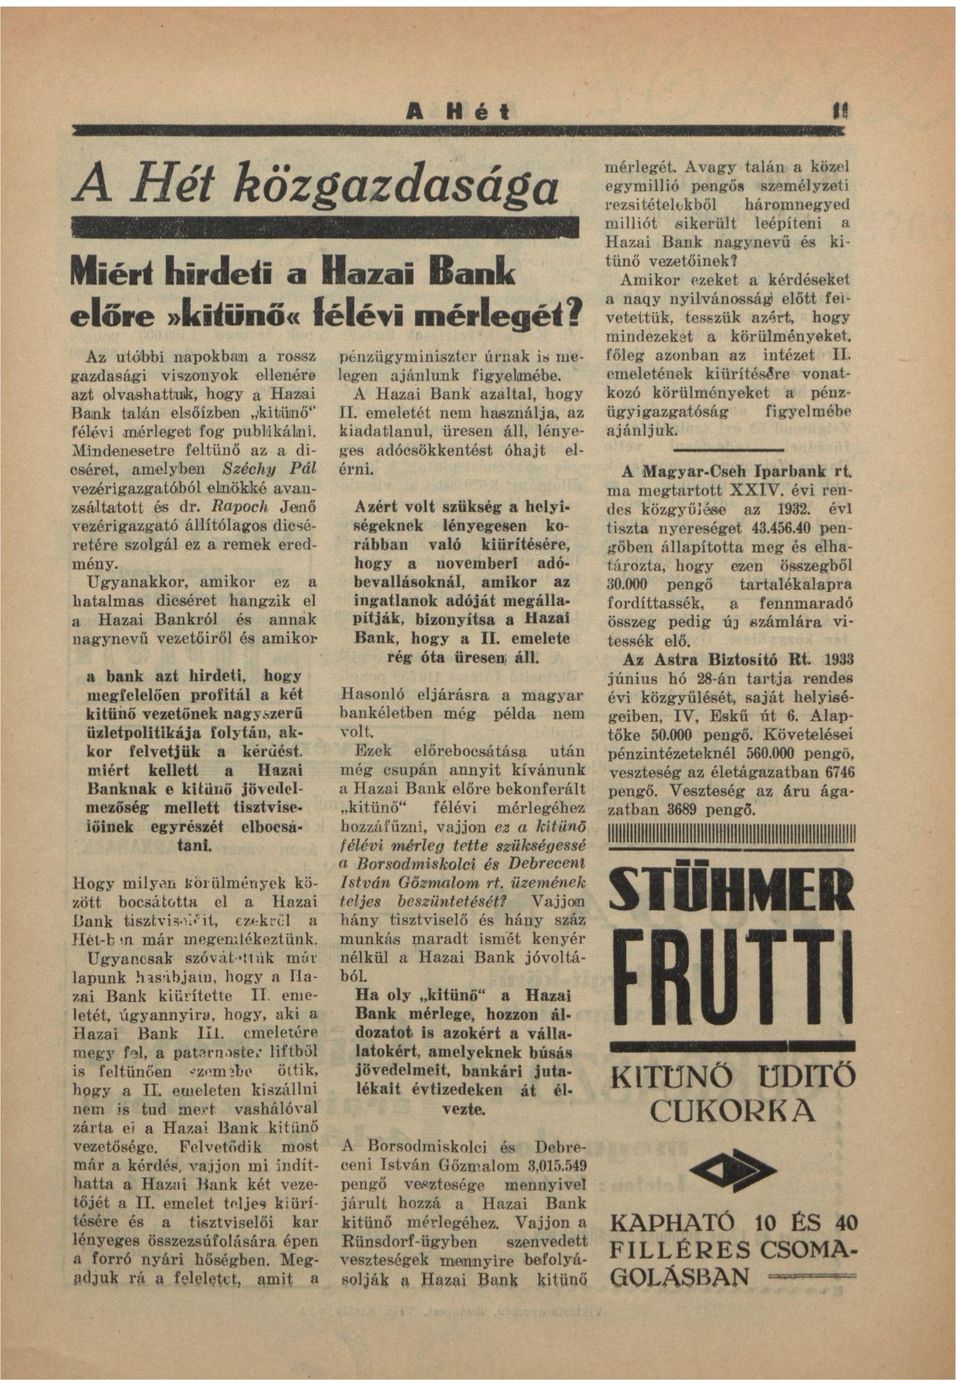 A Hét
11
A Hét közgazdasága
Miért hirdeti a Hazai Bank
előre »kitünő« félévi mérlegét?
Az utóbbi napokban a rossz
gazdasági viszonyok ellenére
azt olvashattuk, hogy a Hazai
Bank talán elsőízben „kitünő"
félévi mérleget fog publikálni.
Mindenesetre feltünő az a di-
cséret, amelyben Széchy Pál
vezérigazgatóból elnökké avan-
zsáltatott és dr. Rapoch Jenő
vezérigazgató állítólagos dicsé-
retére szolgál ez a remek ered-
mény.
Ugyanakkor, amikor ez a
hatalmas dicséret hangzik el
a Hazai Bankról és annak
nagynevű vezetőiről és amikor
a bank azt hirdeti, hogy
megfelelően profitál a két
kitünő vezetőnek nagyszerű
üzletpolitikája folytán, ak-
kor felvetjük a kérdést.
miért kellett a Hazai
Banknak e kitünő jövedel-
mezőség mellett tisztvise-
lőinek egyrészét elbocsá-
tani.
Hogy milyen körülmények kö-
zött bocsátotta el a Hazai
Bank tisztviselőit, ezekről a
Hét-ben már megemlékeztünk.
Ugyancsak szóvátettük már
lapunk hasábjain, hogy a Ha-
zai Bank kiürítette II. eme-
letét, úgyannyira, hogy, aki a
Hazai Bank III. emeletére
megy fel, a paternoster liftből
is feltünően szemébe ötlik,
hogy a II. emeleten kiszállni
nem is tud mert vashálóval
zárta el a Hazai Bank kitünő
vezetősége. Felvetődik most
már a kérdés, vajjon mi indít-
hatta a Hazai Bank két veze-
tőjét a II. emelet teljes kiürí-
tésére és a tisztviselői kar
lényeges összezsúfolására épen
a forró nyári hőségben. Meg-
adjuk rá a feleletet, amit a
pénzügyminiszter úrnak is me-
legen ajánlunk figyelmébe.
A Hazai Bank azáltal, hogy
II. emeletét nem használja, az
kiadatlanul, üresen áll, lénye-
ges adócsökkentést óhajt el-
érni.
Azért volt szükség a helyi-
ségeknek lényegesen ko-
rábban való kiürítésére,
hogy a novemberi adó-
bevallásoknál, amikor az
ingatlanok adóját megálla-
pítják, bizonyítsa a Hazai
Bank, hogy a II. emelete
rég óta üresen áll.
Hasonló eljárásra a magyar
bankéletben még példa nem
volt.
Ezek előrebocsátása után
még csupán annyit kívánunk
a Hazai Bank előre bekonferált
„kitünő" félévi mérlegéhez
hozzáfűzni, vajjon ez a kitünő
félévi mérleg tette szükségessé
a Borsodmiskolci és Debreceni
István Gőzmalom rt. üzemének
teljes beszüntetését? Vajjon
hány tisztviselő és hány száz
munkás maradt ismét kenyér
nélkül a Hazai Bank jóvoltá-
ból.
Ha oly „kitünő" a Hazai
Bank mérlege, hozzon ál-
dozatot is azokért a válla-
latokért, amelyeknek búsás
jövedelmeit, bankári juta-
lékait évtizedeken át él-
vezte.
A Borsodmiskolci és Debre-
ceni István Gőzmalom 3,015.549
pengő vesztesége mennyivel
járult hozzá a Hazai Bank
kitünő mérlegéhez. Vajjon a
Rünsdorf-ügyben szenvedett
veszteségek mennyire befolyá-
solják a Hazai Bank kitünő
mérlegét. Avagy talán a közel
egymillió pengős személyzeti
rezsitételekből háromnegyed
milliót sikerült leépíteni a
Hazai Bank nagynevű és ki-
tünő vezetőinek?
Amikor ezeket a kérdéseket
a nagy nyilvánosság előtt fel-
vetettük, tesszük azért, hogy
mindezeket a körülményeket,
főleg azonban az intézet II.
emeletének kiürítésére vonat-
kozó körülményeket a pénz-
ügyigazgatóság figyelmébe
ajánljuk.
A Magyar-Cseh Iparbank rt.
ma megtartott XXIV. évi ren-
des közgyűlése az 1932. évi
tiszta nyereséget 43.456.40 pen-
gőben állapította meg és elha-
tározta, hogy ezen összegből
30.000 pengő tartalékalapra
fordíttassék, a fennmaradó
összeg pedig új számlára vi-
tessék elő.
Az Astra Biztosító Rt. 1933
június hó 28-án tartja rendes
évi közgyűlését, saját helyisé-
geiben, IV, Eskű út 6. Alap-
tőke 50.000 pengő. Követelései
pénzintézeteknél 560.000 pengö,
veszteség az életágazatban 6746
pengő. Veszteség az áru ága-
zatban 3689 pengő.
STÜHMER
FRUTTI
KITÜNŐ ÜDITŐ
CUKORKA
KAPHATÓ 10 ÉS 40
FILLÉRES CSOMA-
GOLÁSBAN